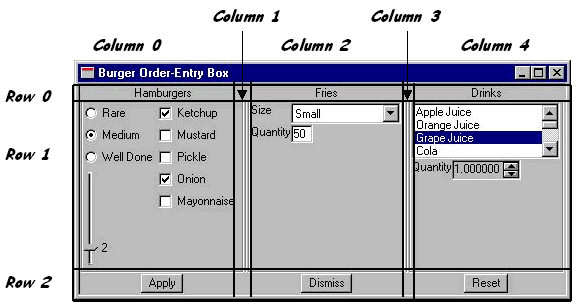 Column 1 Column 3
Column 0 Column 2 Column 4
Burger Order-Entry Box
Row 0
Hamburgers Fries Drinks
Rare Ketchup Size Small Apple Juice
Orange Juice
Medium Mustard Quantity 50 Grape Juice
Row 1
Well Done Pickle Cola
Onion Quantity 1.000000
Mayonnaise
2
Row 2
Apply Dismiss Reset